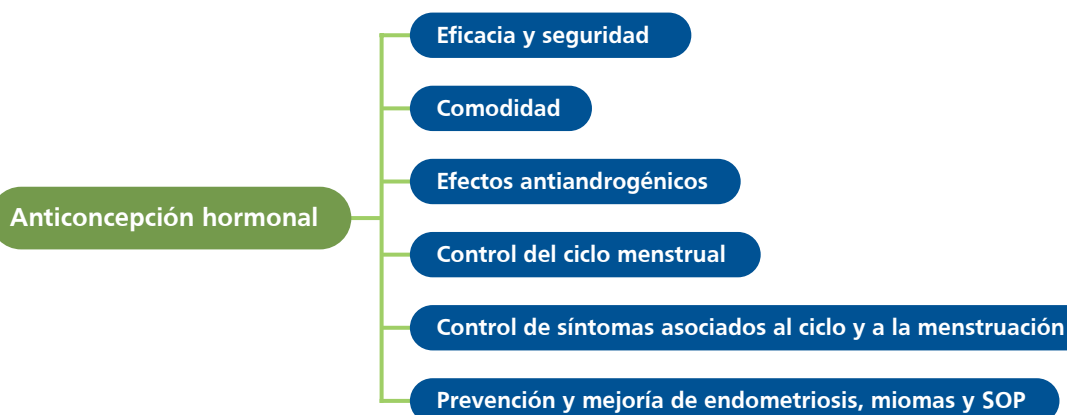 Eficacia y seguridad
Comodidad
Efectos antiandrogénicos
Anticoncepción hormonal
Control del ciclo menstrual
Control de síntomas asociados al ciclo y a la menstruación
Prevención y mejoría de endometriosis, miomas y SOP